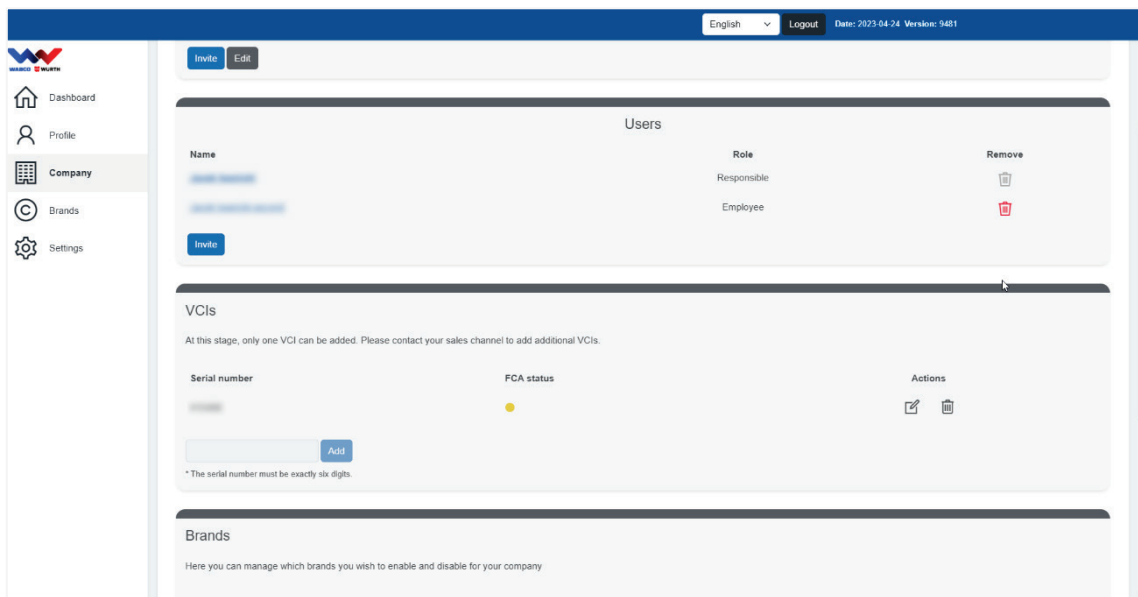 English Logout Date: 2023-04-24 Version: 9481
WABCO WURTH
Dashboard
Profile
Company
Brands
Settings
Invite Edit
Users
Name Role Remove
Responsible
Employee
Invite
VCIs
At this stage, only one VCI can be added. Please contact your sales channel to add additional VCIs.
Serial number FCA status Actions
Add
* The serial number must be exactly six digits.
Brands
Here you can manage which brands you wish to enable and disable for your company